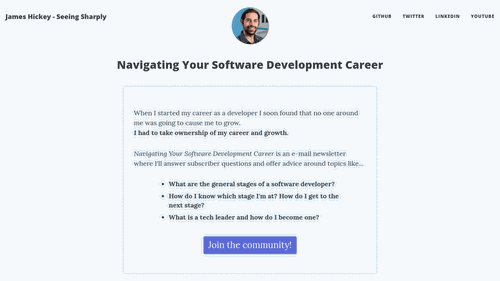 James Hickey - Seeing Sharply
GITHUB TWITTER LINKEDIN YOUTUBE
Navigating Your Software Development Career
When I started my career as a developer I soon found that no one around
me was going to cause me to grow.
I had to take ownership of my career and growth.
Navigating Your Software Development Career is an e-mail newsletter
where I'll answer subscriber questions and offer advice around topics like...
• What are the general stages of a software developer?
• How do I know which stage I'm at? How do I get to the
next stage?
• What is a tech leader and how do I become one?
Join the community!